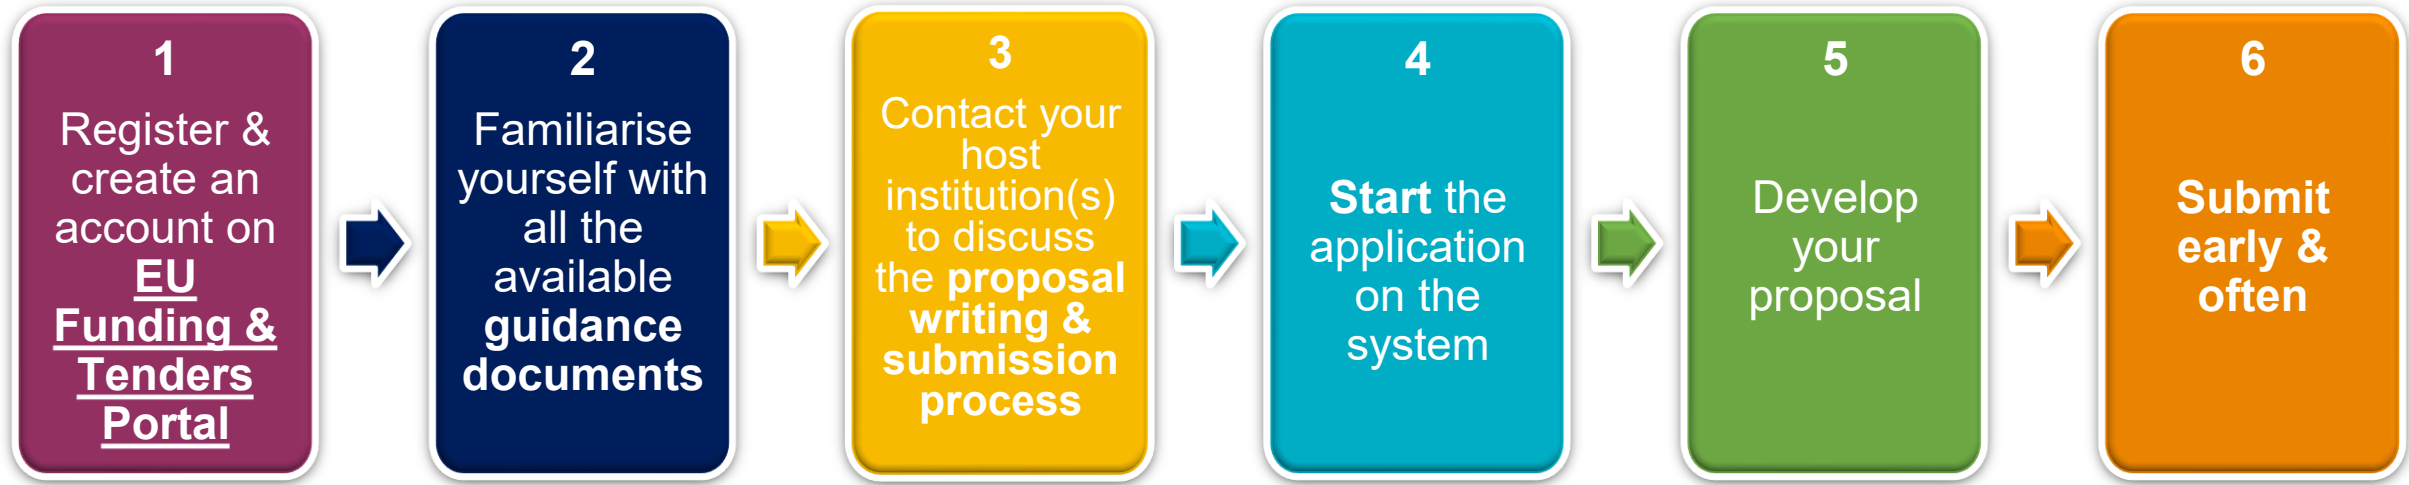 1
Register &
create an
account on
EU
Funding &
Tenders
Portal
2
Familiarise
yourself with
all the
available
guidance
documents
3
Contact your
host
institution(s)
to discuss
the proposal
writing &
submission
process
4
Start the
application
on the
system
5
Develop
your
proposal
6
Submit
early &
often